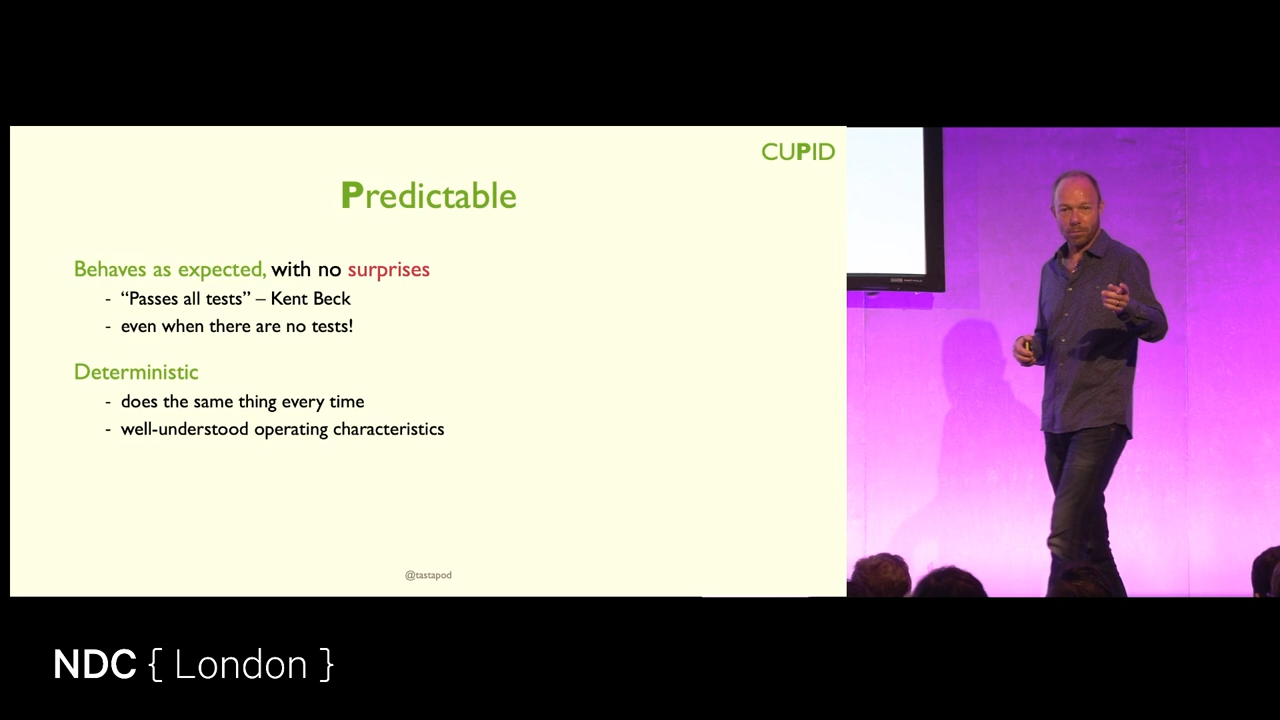 CUPID
Predictable
Behaves as expected, with no surprises
- “Passes all tests” – Kent Beck
- even when there are no tests!
Deterministic
- does the same thing every time
- well-understood operating characteristics
@tastapod
NDC { London }